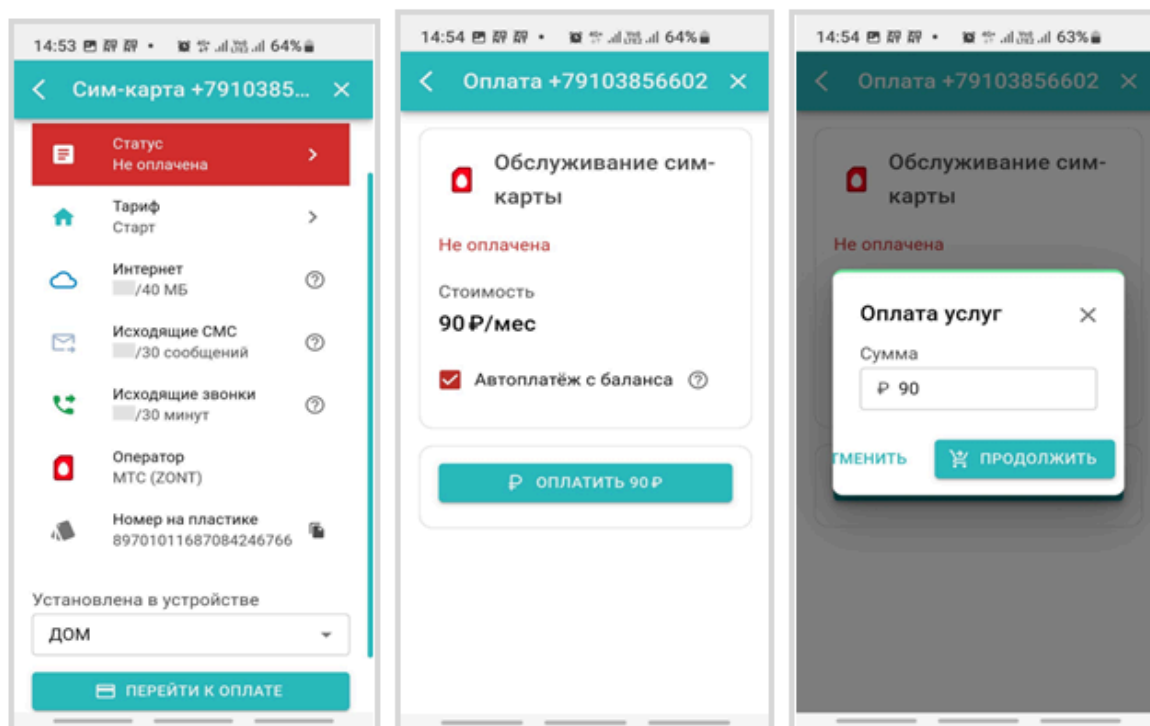 14:53
64%
Сим-карта +7910385...
Статус
Не оплачена
Тариф
Старт
Интернет
/40 МБ
Исходящие СМС
/30 сообщений
Исходящие звонки
/30 минут
Оператор
МТС (ZONT)
Номер на пластике
89701011687084246766
Установлена в устройстве
ДОМ
ПЕРЕЙТИ К ОПЛАТЕ
14:54
64%
Оплата +79103856602
Обслуживание сим-
карты
Не оплачена
Стоимость
90 ₽/мес
Автоплатёж с баланса
₽ ОПЛАТИТЬ 90 ₽
14:54
63%
Оплата +79103856602
Обслуживание сим-
карты
Не оплачена
Оплата услуг
Сумма
₽ 90
ТМЕНИТЬ
ПРОДОЛЖИТЬ